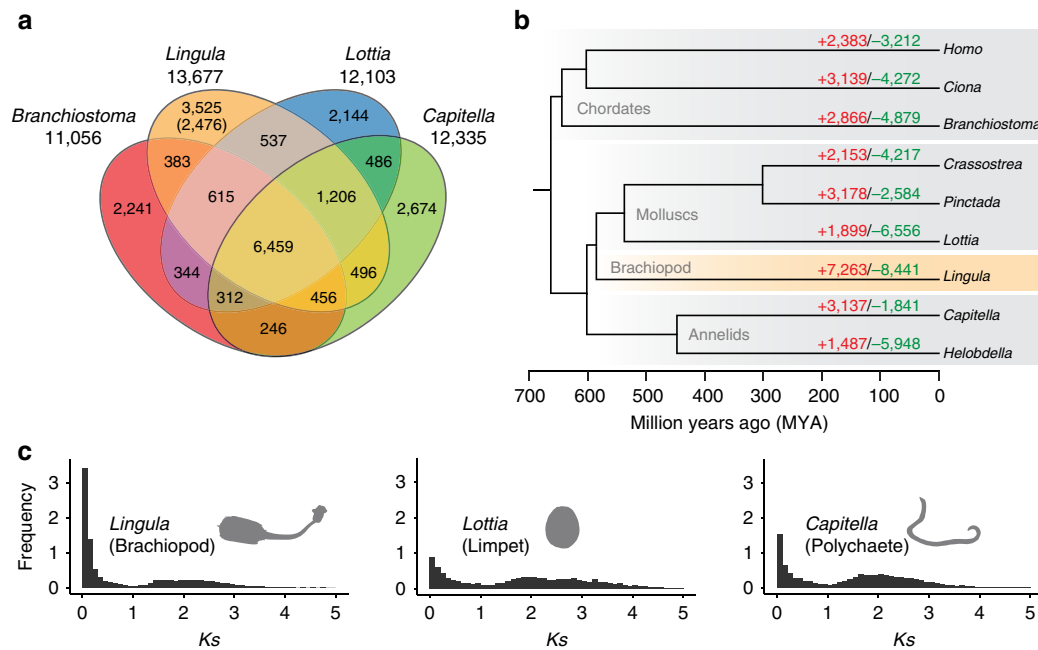 a
Lingula
13,677
Lottia
12,103
Branchiostoma
11,056
Capitella
12,335
3,525
(2,476)
2,144
537
383
486
615
1,206
2,241
2,674
6,459
344
496
312
456
246
b
+2,383/–3,212 Homo
+3,139/–4,272 Ciona
Chordates
+2,866/–4,879 Branchiostoma
+2,153/–4,217 Crassostrea
+3,178/–2,584 Pinctada
Molluscs
+1,899/–6,556 Lottia
Brachiopod
+7,263/–8,441 Lingula
+3,137/–1,841 Capitella
Annelids
+1,487/–5,948 Helobdella
700 600 500 400 300 200 100 0
Million years ago (MYA)
c
Frequency
3
2
1
0
Lingula
(Brachiopod)
0 1 2 3 4 5
Ks
3
2
1
0
Lottia
(Limpet)
0 1 2 3 4 5
Ks
3
2
1
0
Capitella
(Polychaete)
0 1 2 3 4 5
Ks